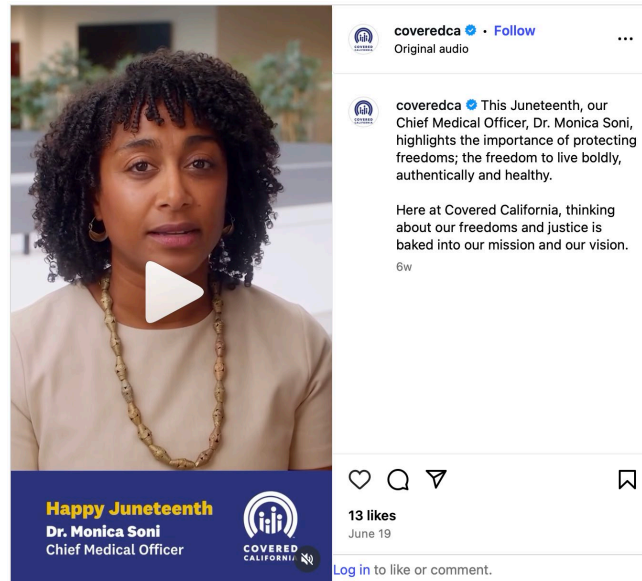 coveredca • Follow
Original audio
coveredca This Juneteenth, our
Chief Medical Officer, Dr. Monica Soni,
highlights the importance of protecting
freedoms; the freedom to live boldly,
authentically and healthy.
Here at Covered California, thinking
about our freedoms and justice is
baked into our mission and our vision.
6w
Happy Juneteenth
Dr. Monica Soni
Chief Medical Officer
COVERED
CALIFORNIA
13 likes
June 19
Log in to like or comment.